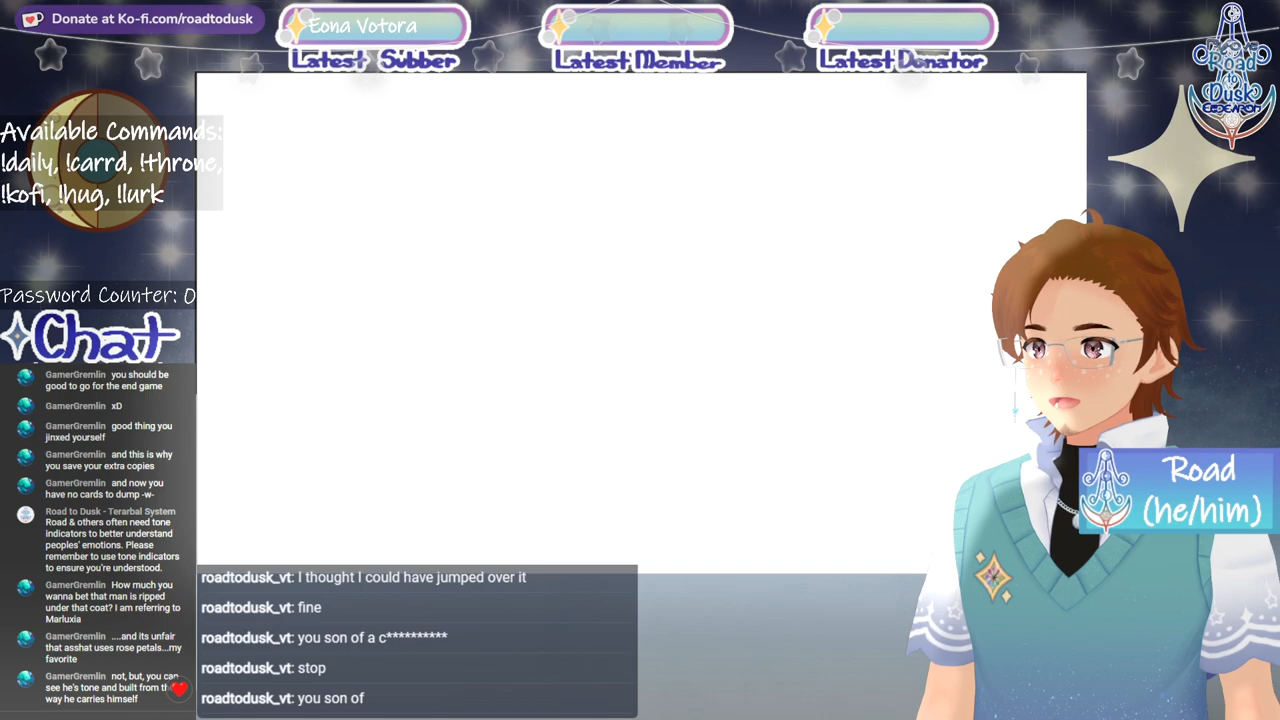 Donate at Ko-fi.com/roadtodusk
Eona Votora
Latest Subber
Latest Member
Latest Donator
Road
to
Dusk
Available Commands:
!daily, !carrd, !throne,
!kofi, !hug, !lurk
Password Counter: 0
Chat
GamerGremlin you should be
good to go for the end game
GamerGremlin xD
GamerGremlin good thing you
jinxed yourself
GamerGremlin and this is why
you save your extra copies
GamerGremlin and now you
have no cards to dump -w-
Road to Dusk - Terarbal System
Road & others often need tone
indicators to better understand
peoples' emotions. Please
remember to use tone indicators
to ensure you're understood.
GamerGremlin How much you
wanna bet that man is ripped
under that coat? I am referring to
Marluxia
GamerGremlin ....and its unfair
that asshat uses rose petals...my
favorite
GamerGremlin not, but, you can
see he's tone and built from
way he carries himself
roadtodusk_vt: I thought I could have jumped over it
roadtodusk_vt: fine
roadtodusk_vt: you son of a c**********
roadtodusk_vt: stop
roadtodusk_vt: you son of
Road
(he/him)